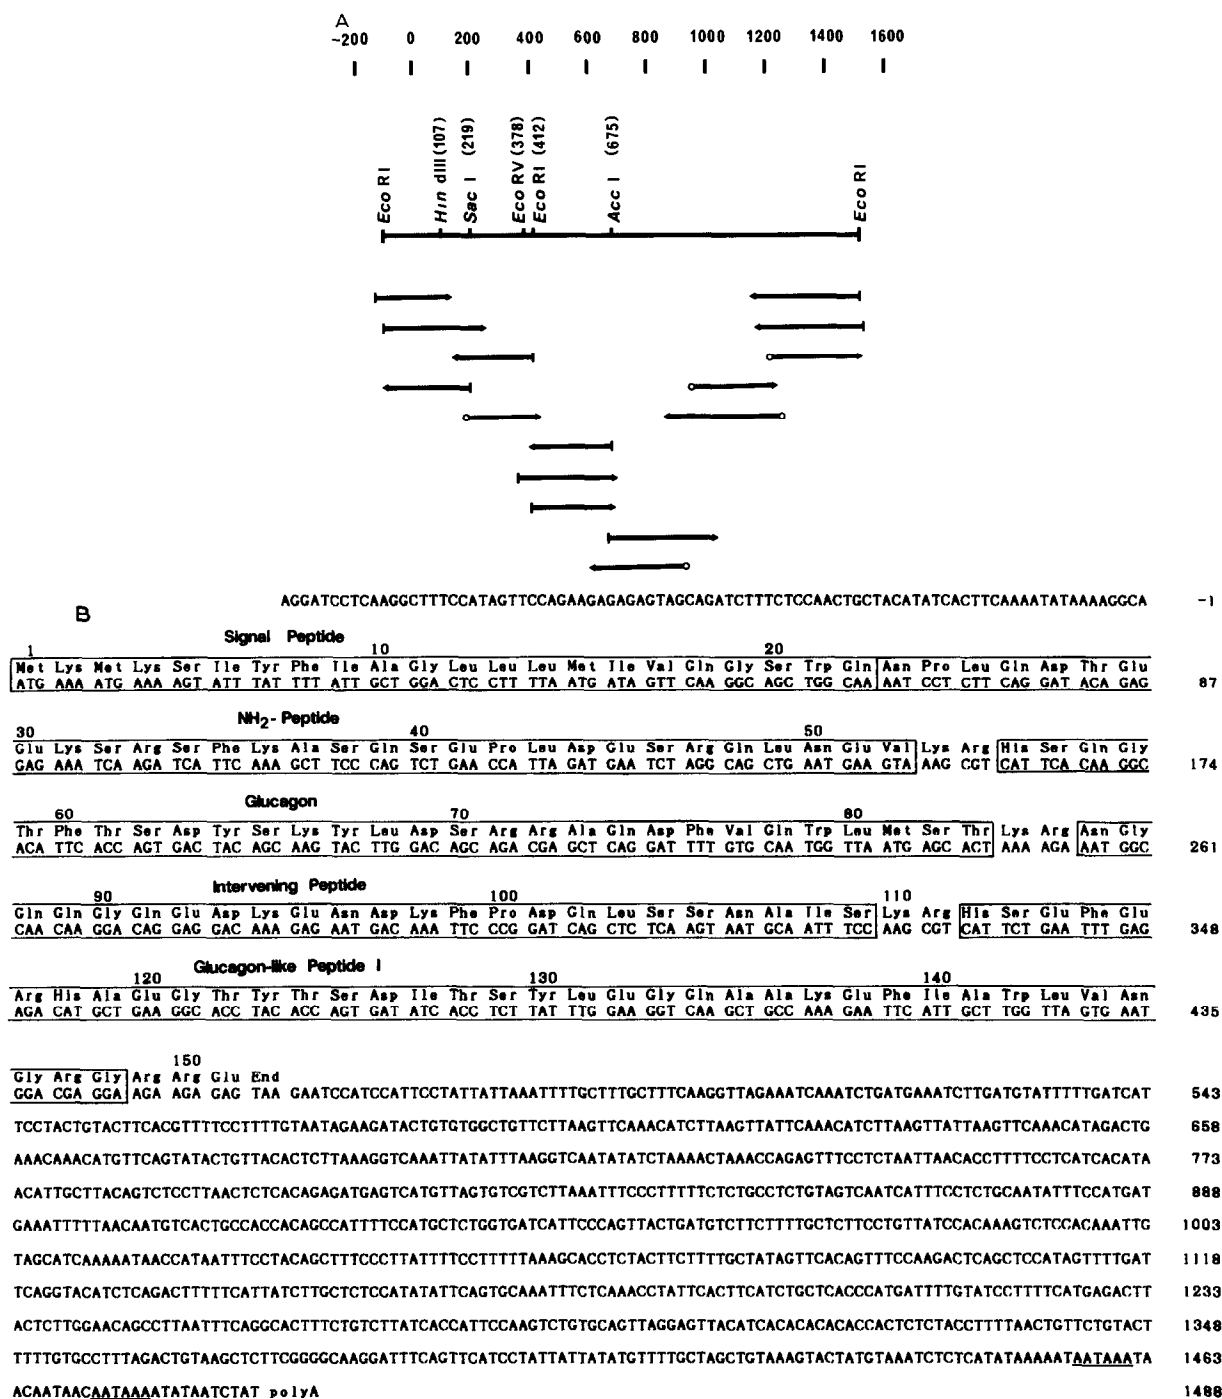 A
-200 0 200 400 600 800 1000 1200 1400 1600
Eco RI
Hin dIII (107)
Sac I (219)
Eco RV (378)
Eco RI (412)
Acc I (675)
Eco RI
AGGATCCTCAAGGCTTTCCATAGTTCCAGAAGAGAGAGTAGCAGATCTTTCTCCAACTGCTACATATCACTTCAAAATATAAAAGGCA -1
B
Signal Peptide
1 10 20
Met Lys Met Lys Ser Ile Tyr Phe Ile Ala Gly Leu Leu Leu Met Ile Val Gln Gly Ser Trp Gln Asn Pro Leu Gln Asp Thr Glu
ATG AAA ATG AAA AGT ATT TAT TTT ATT GCT GGA CTC CTT TTA ATG ATA GTT CAA GGC AGC TGG CAA AAT CCT CTT CAG GAT ACA GAG 87
NH2- Peptide
30 40 50
Glu Lys Ser Arg Ser Phe Lys Ala Ser Gln Ser Glu Pro Leu Asp Glu Ser Arg Gln Leu Asn Glu Val Lys Arg His Ser Gln Gly
GAG AAA TCA AGA TCA TTC AAA GCT TCC CAG TCT GAA CCA TTA GAT GAA TCT AGG CAG CTG AAT GAA GTA AAG CGT CAT TCA CAA GGC 174
Glucagon
60 70 80
Thr Phe Thr Ser Asp Tyr Ser Lys Tyr Leu Asp Ser Arg Arg Ala Gln Asp Phe Val Gln Trp Leu Met Ser Thr Lys Arg Asn Gly
ACA TTC ACC AGT GAC TAC AGC AAG TAC TTG GAC AGC AGA CGA GCT CAG GAT TTT GTG CAA TGG TTA ATG AGC ACT AAA AGA AAT GGC 261
Intervening Peptide
90 100 110
Gln Gln Gly Gln Glu Asp Lys Glu Asn Asp Lys Phe Pro Asp Gln Leu Ser Ser Asn Ala Ile Ser Lys Arg His Ser Glu Phe Glu
CAA CAA GGA CAG GAG GAC AAA GAG AAT GAC AAA TTC CCG GAT CAG CTC TCA AGT AAT GCA ATT TCC AAG CGT CAT TCT GAA TTT GAG 348
Glucagon-like Peptide I
120 130 140
Arg His Ala Glu Gly Thr Tyr Thr Ser Asp Ile Thr Ser Tyr Leu Glu Gly Gln Ala Ala Lys Glu Phe Ile Ala Trp Leu Val Asn
AGA CAT GCT GAA GGC ACC TAC ACC AGT GAT ATC ACC TCT TAT TTG GAA GGT CAA GCT GCC AAA GAA TTC ATT GCT TGG TTA GTG AAT 435
150
Gly Arg Gly Arg Arg Glu End
GGA CGA GGA AGA AGA GAG TAA GAATCCATCCATTCCTATTATTAAATTTTGCTTTGCTTTCAAGGTTAGAAATCAAATCTGATGAAATCTTGATGTATTTTTGATCAT 543
TCCTACTGTACTTCACGTTTTCCTTTTGTAATAGAAGATACTGTGTGGCTGTTCTTAAGTTCAAACATCTTAAGTTATTCAAACATCTTAAGTTATTAAGTTCAAACATAGACTG 658
AAACAAACATGTTCAGTATACTGTTACACTCTTAAAGGTCAAATTATATTTAAGGTCAATATATCTAAAACTAAACCAGAGTTTCCTCTAATTAACACCTTTTCCTCATCACATA 773
ACATTGCTTACAGTCTCCTTAACTCTCACAGAGATGAGTCATGTTAGTGTCGTCTTAAATTTCCCTTTTTCTCTGCCTCTGTAGTCAATCATTTCCTCTGCAATATTTCCATGAT 888
GAAATTTTTAACAATGTCACTGCCACCACAGCCATTTTCCATGCTCTGGTGATCATTCCCAGTTACTGATGTCTTCTTTTGCTCTTCCTGTTATCCACAAAGTCTCCACAAATTG 1003
TAGCATCAAAAATAACCATAATTTCCTACAGCTTTCCCTTATTTTCCTTTTTAAAGCACCTCTACTTCTTTTGCTATAGTTCACAGTTTCCAAGACTCAGCTCCATAGTTTTGAT 1118
TCAGGTACATCTCAGACTTTTTCATTATCTTGCTCTCCATATATTCAGTGCAAATTTCTCAAACCTATTCACTTCATCTGCTCACCCATGATTTTGTATCCTTTTCATGAGACTT 1233
ACTCTTGGAACAGCCTTAATTTCAGGCACTTTCTGTCTTATCACCATTCCAAGTCTGTGCAGTTAGGAGTTACATCACACACACACCACTCTCTACCTTTTAACTGTTCTGTACT 1348
TTTTGTGCCTTTAGACTGTAAGCTCTTCGGGGCAAGGATTTCAGTTCATCCTATTATTATATGTTTTGCTAGCTGTAAAGTACTATGTAAATCTCTCATATAAAAATAATAAATA 1463
ACAATAACAATAAAATATAATCTAT polyA 1488